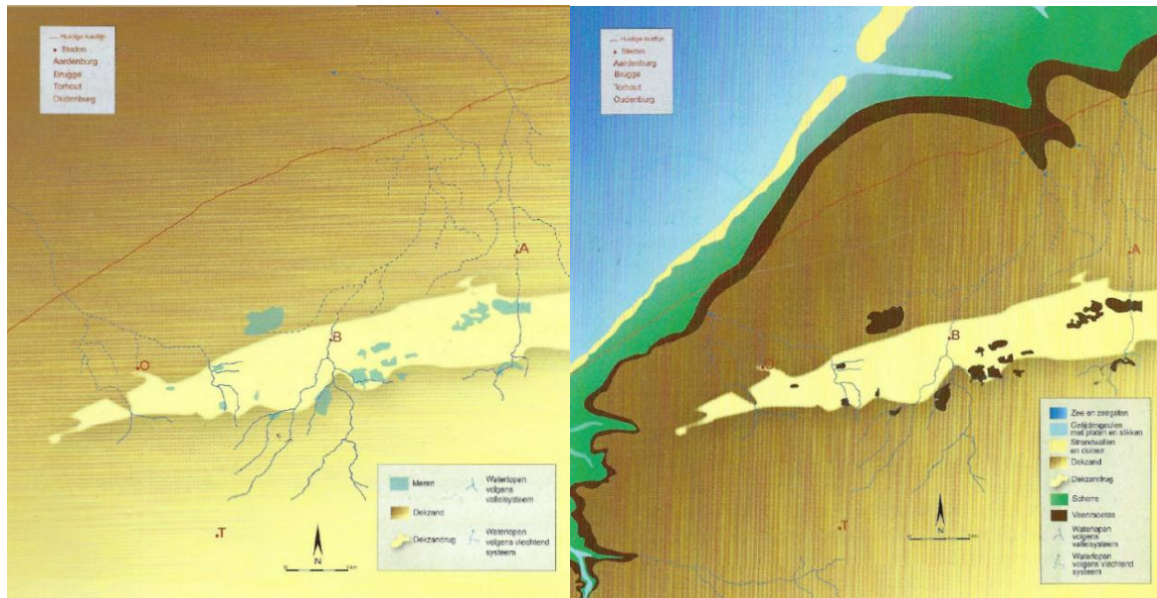 Huidige kustlijn
Steden
Aardenburg
Brugge
Torhout
Oudenburg
A
B
O
T
N
Meren
Dekzand
Dekzandrug
Waterlopen
volgens
valleisysteem
Waterlopen
volgens vlechtend
systeem
Huidige kustlijn
Steden
Aardenburg
Brugge
Torhout
Oudenburg
A
B
O
T
N
Zee en zeegaten
Getijdengeulen
met platen en slikken
Strandwallen
en duinen
Dekzand
Dekzandrug
Schorre
Veenmoeras
Waterlopen
volgens
valleisysteem
Waterlopen
volgens vlechtend
systeem